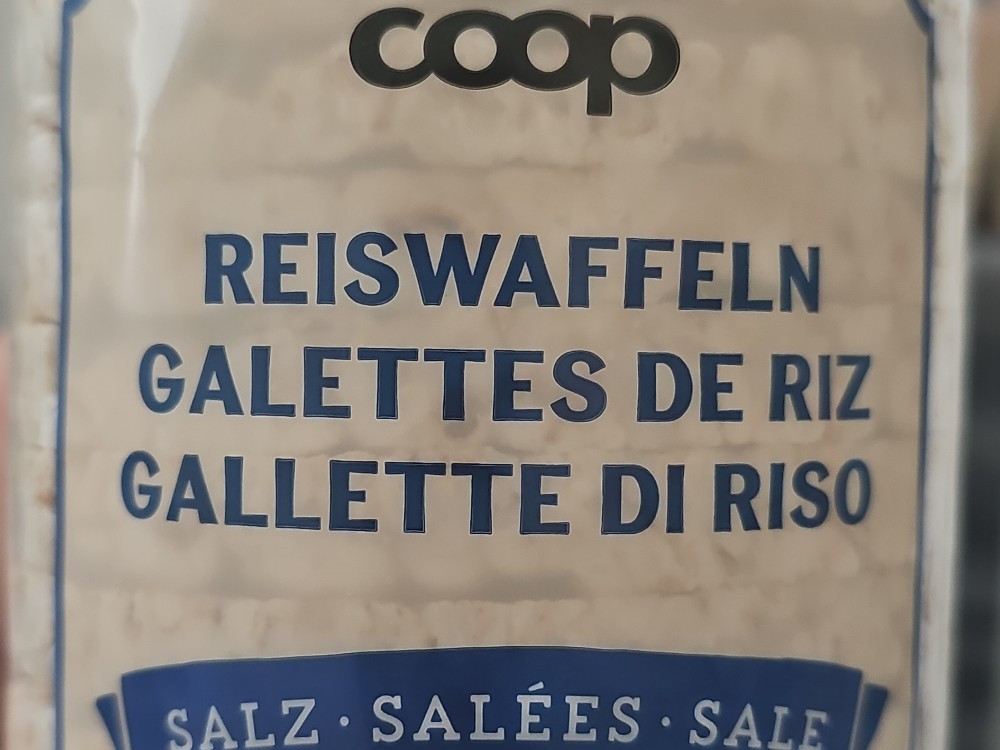 coop
REISWAFFELN
GALETTES DE RIZ
GALLETTE DI RISO
SALZ · SALÉES · SALE